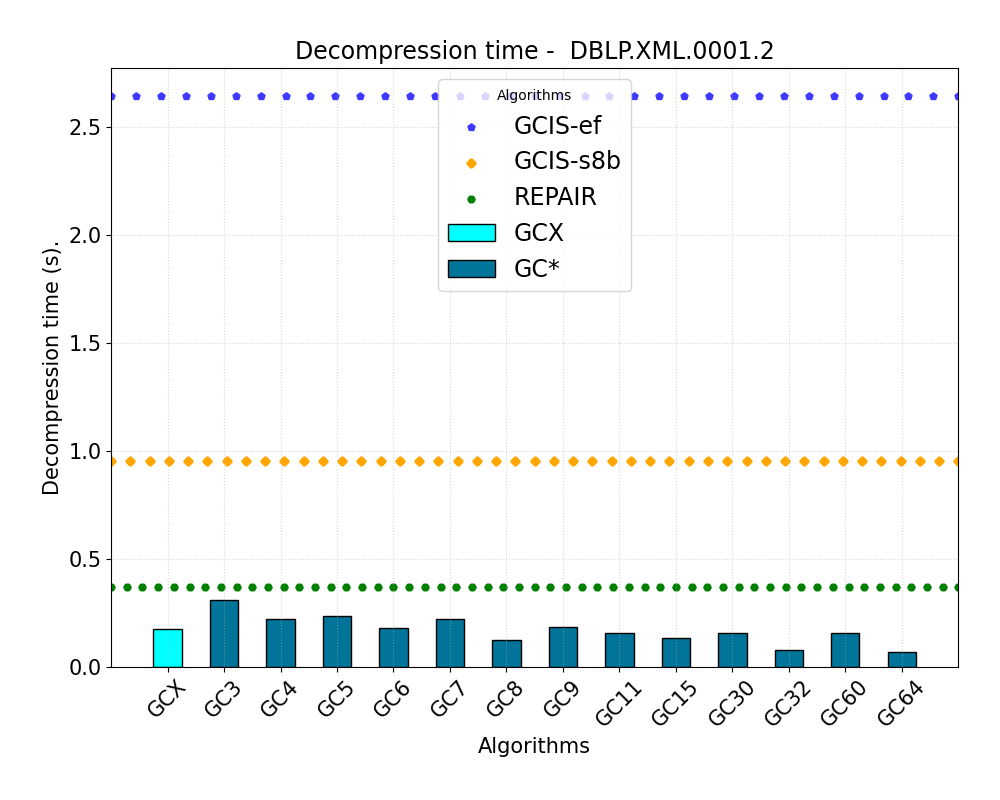 Decompression time -  DBLP.XML.0001.2
Algorithms
GCIS-ef
GCIS-s8b
REPAIR
GCX
GC*
Decompression time (s).
2.5
2.0
1.5
1.0
0.5
0.0
GCX GC3 GC4 GC5 GC6 GC7 GC8 GC9 GC11 GC15 GC30 GC32 GC60 GC64
Algorithms